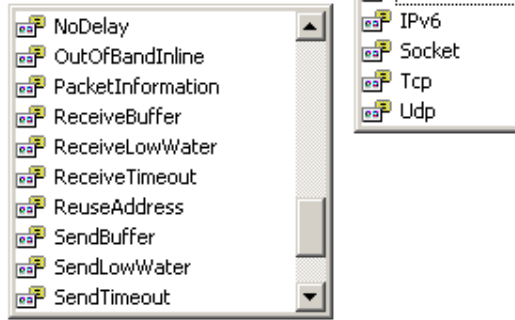 NoDelay
OutOfBandInline
PacketInformation
ReceiveBuffer
ReceiveLowWater
ReceiveTimeout
ReuseAddress
SendBuffer
SendLowWater
SendTimeout
IPv6
Socket
Tcp
Udp